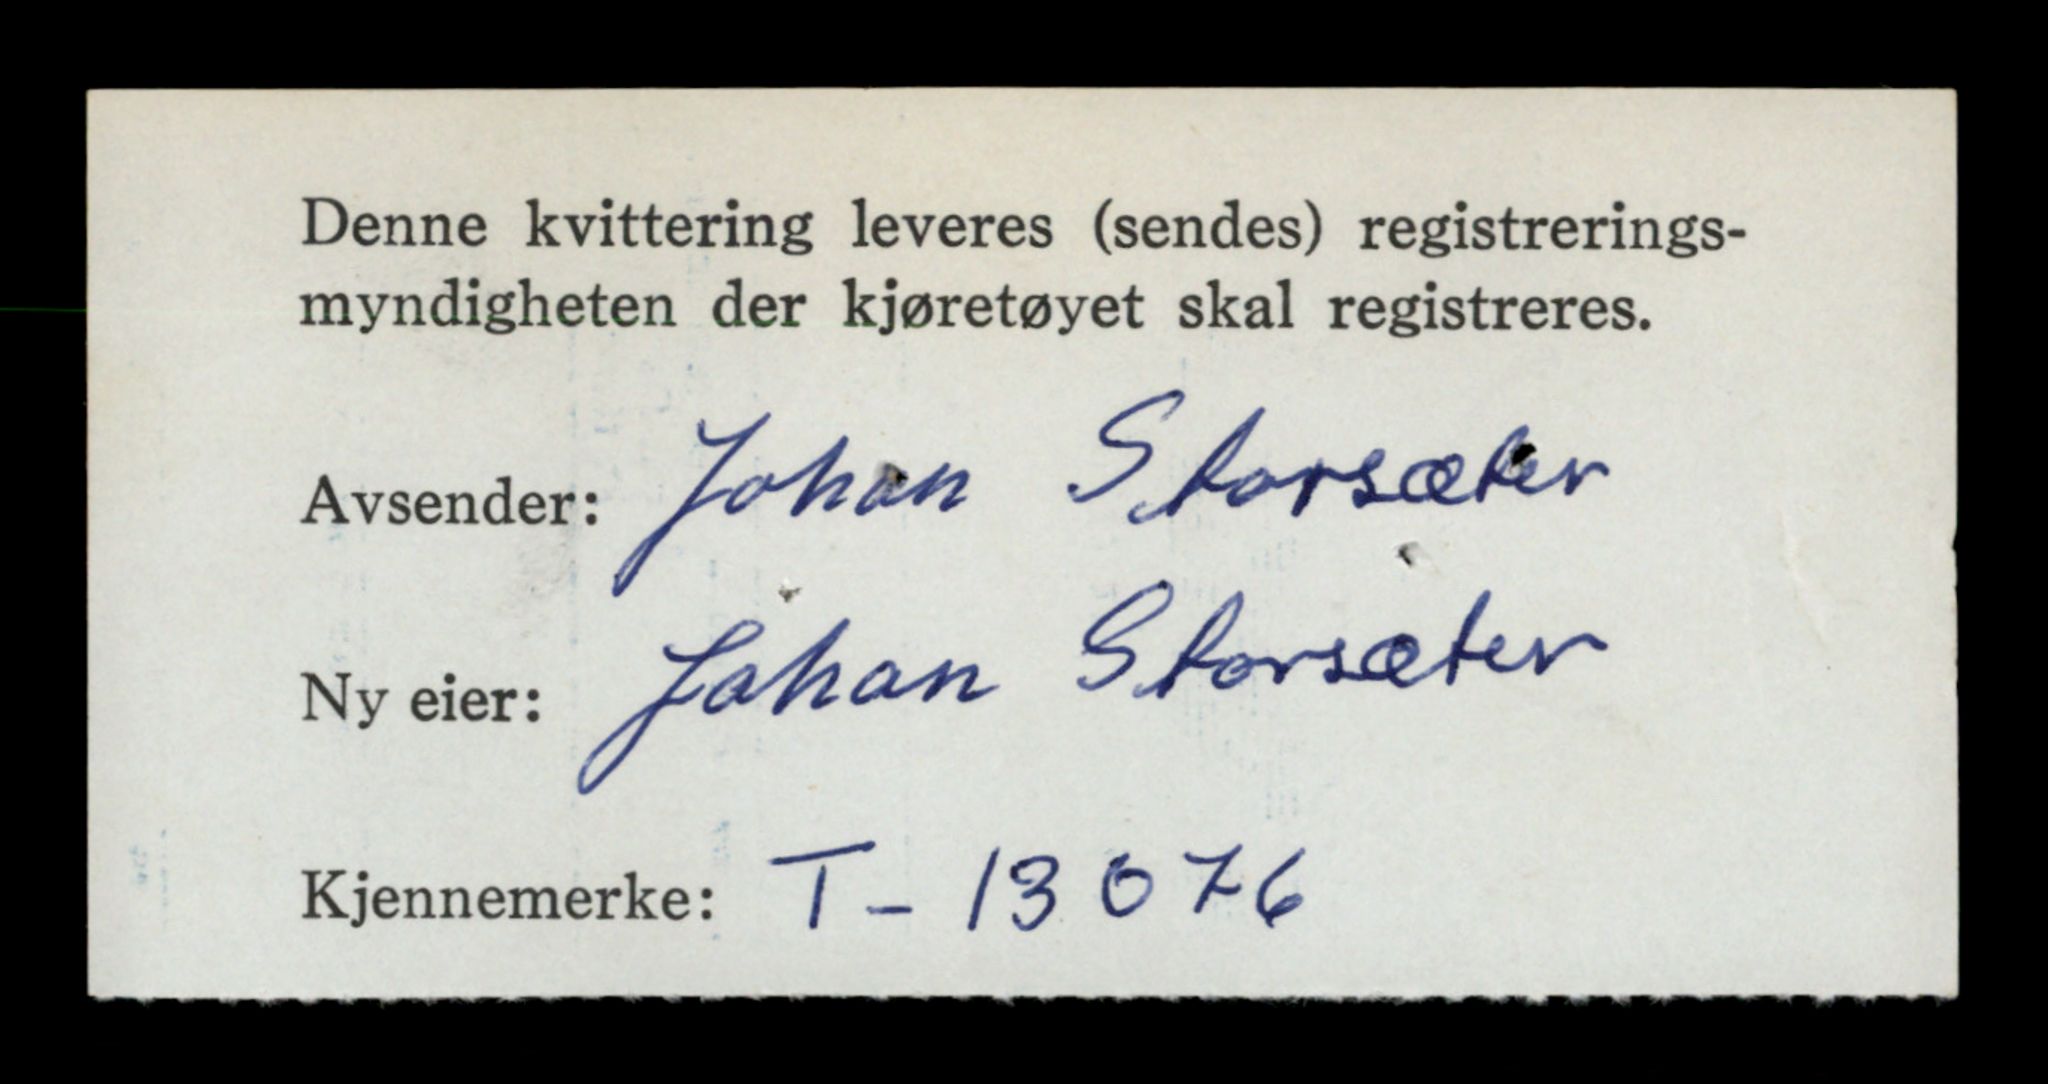 Denne kvittering leveres (sendes) registrerings-
myndigheten der kjøretøyet skal registreres.
Avsender: Johan Storsæter
Ny eier: Johan Storsæter
Kjennemerke: T-13076